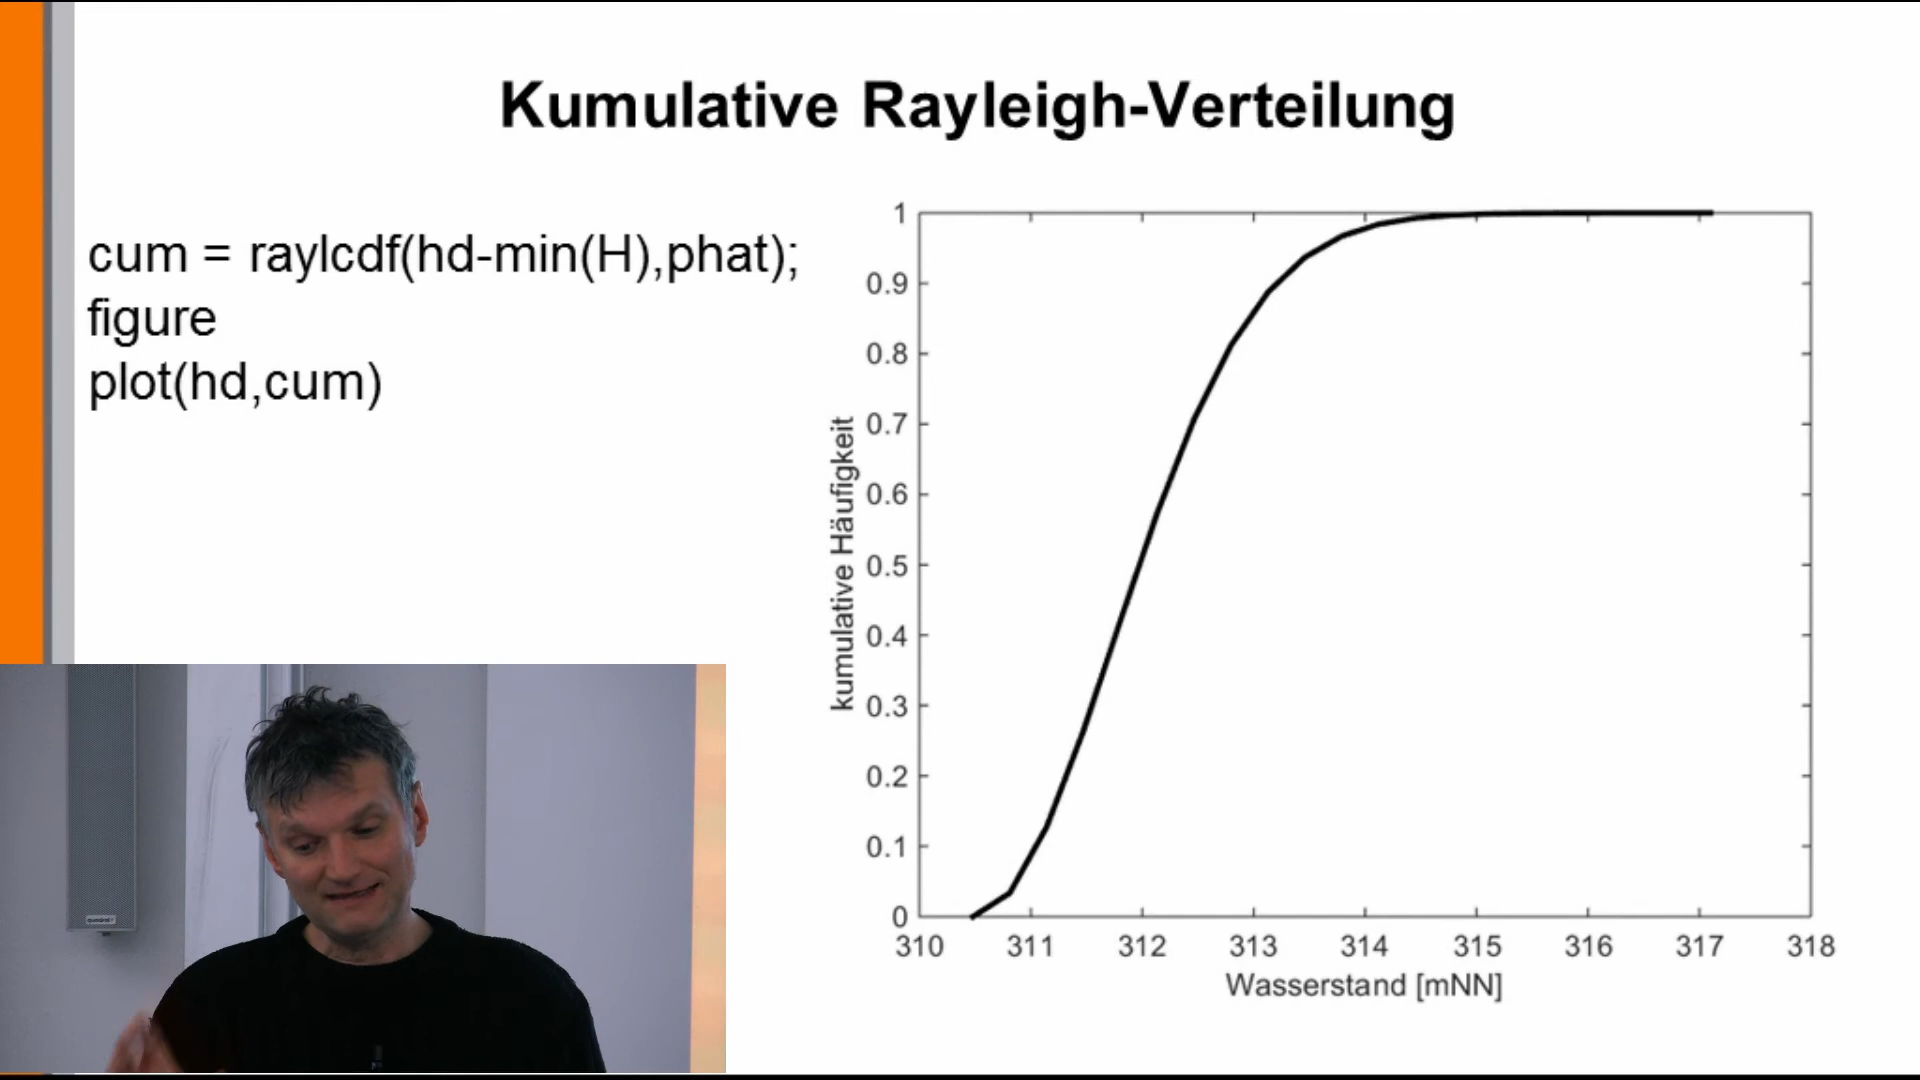 Kumulative Rayleigh-Verteilung
cum = raylcdf(hd-min(H),phat);
figure
plot(hd,cum)
kumulative Häufigkeit
1
0.9
0.8
0.7
0.6
0.5
0.4
0.3
0.2
0.1
0
310 311 312 313 314 315 316 317 318
Wasserstand [mNN]